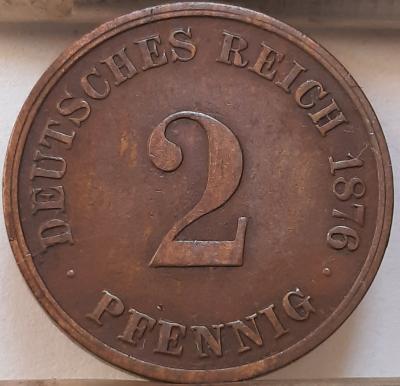 DEUTSCHES REICH 1876
2
· PFENNIG ·